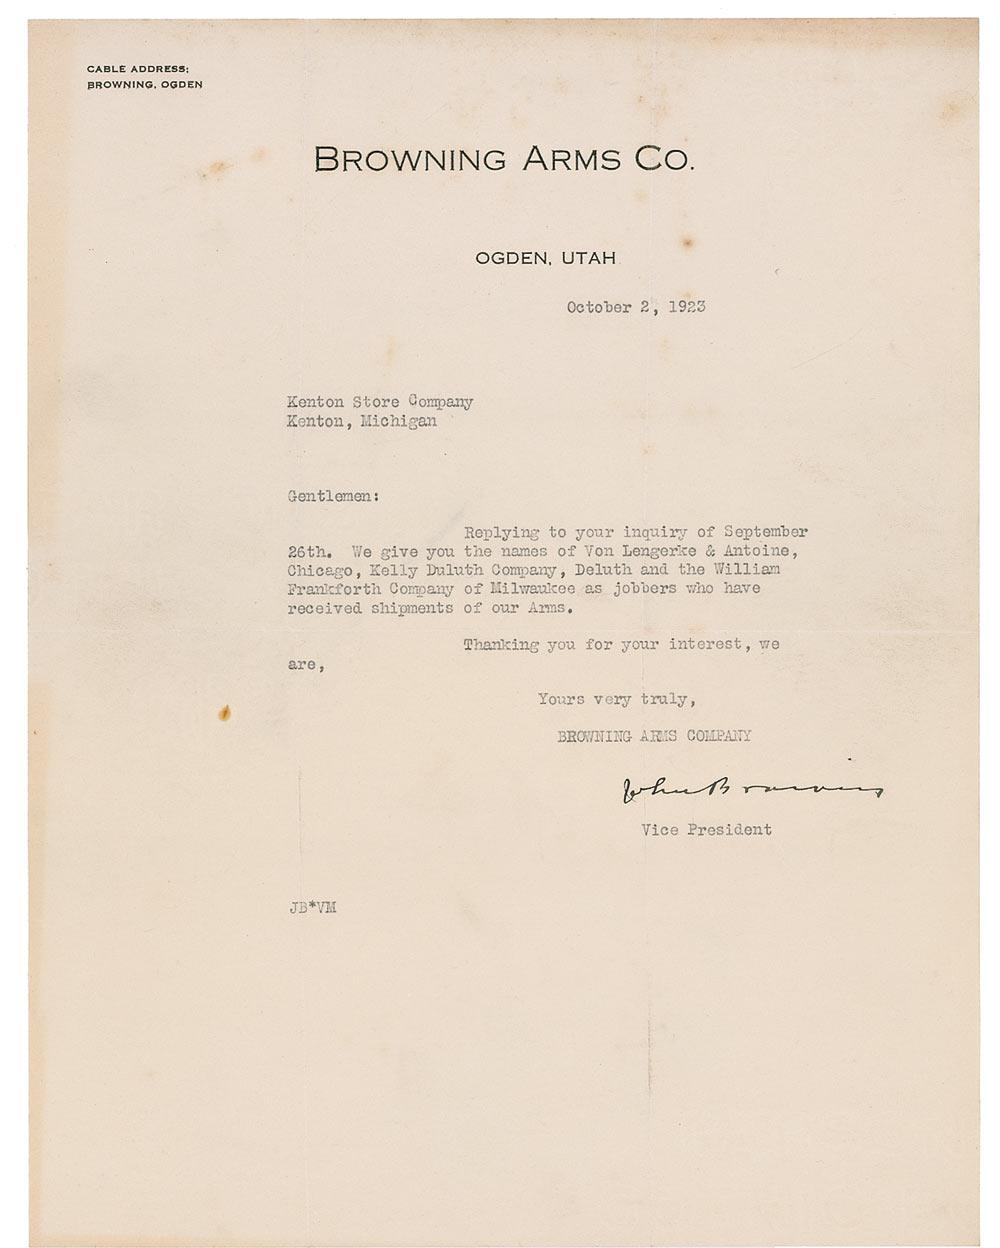 CABLE ADDRESS:
BROWNING, OGDEN
BROWNING ARMS CO.
OGDEN, UTAH
October 2, 1923
Kenton Store Company
Kenton, Michigan
Gentlemen:
Replying to your inquiry of September
26th. We give you the names of Von Lengerke & Antoine,
Chicago, Kelly Duluth Company, Deluth and the William
Frankforth Company of Milwaukee as jobbers who have
received shipments of our Arms.
Thanking you for your interest, we
are,
Yours very truly,
BROWNING ARMS COMPANY
John Browning
Vice President
JB*VM